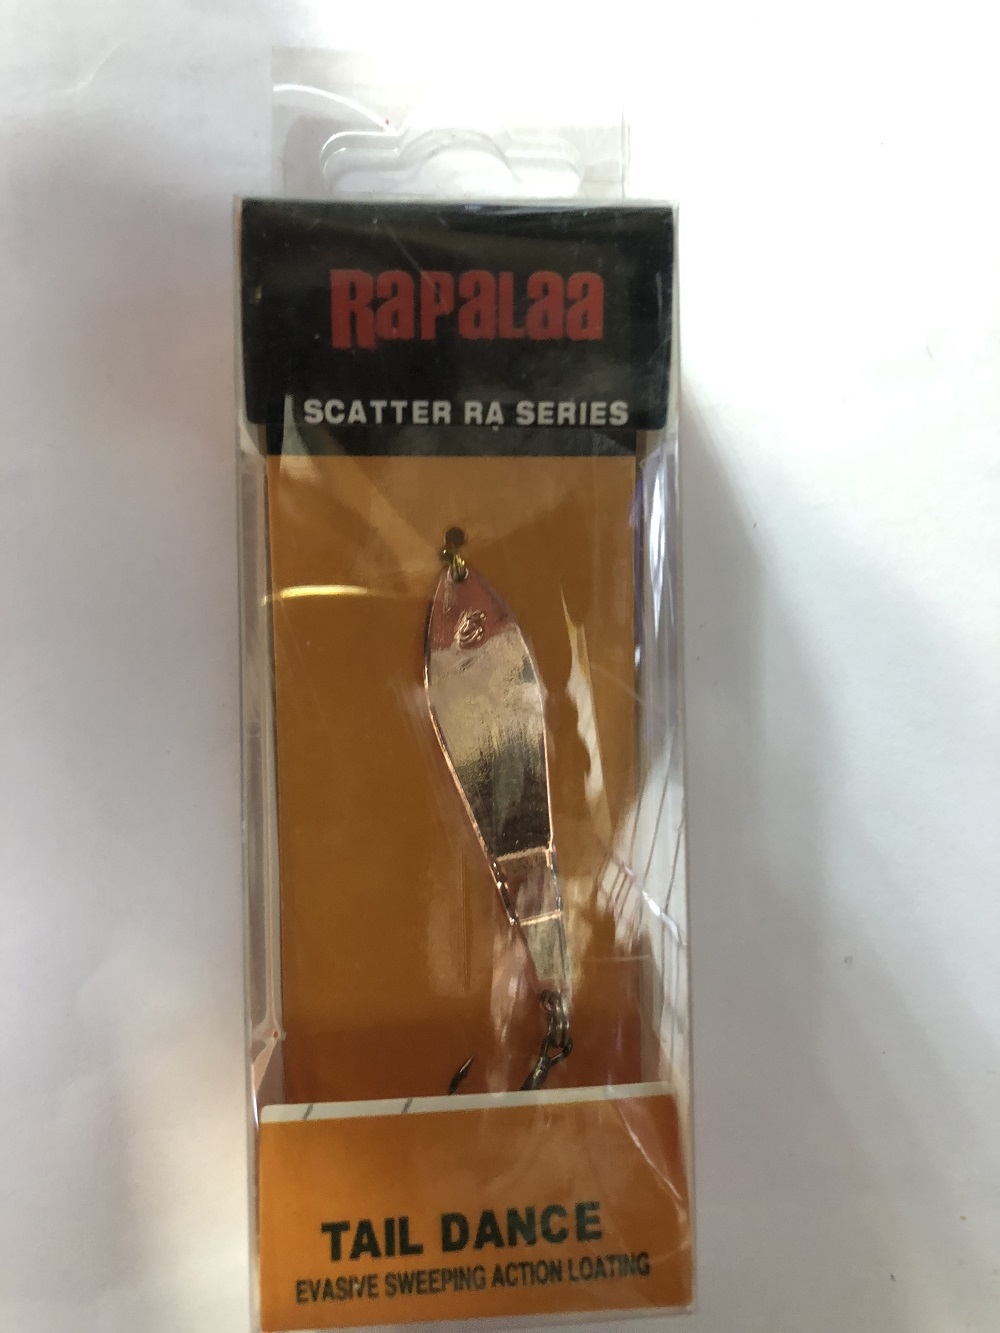 RAPALAA
SCATTER RA SERIES
TAIL DANCE
EVASIVE SWEEPING ACTION LOATING